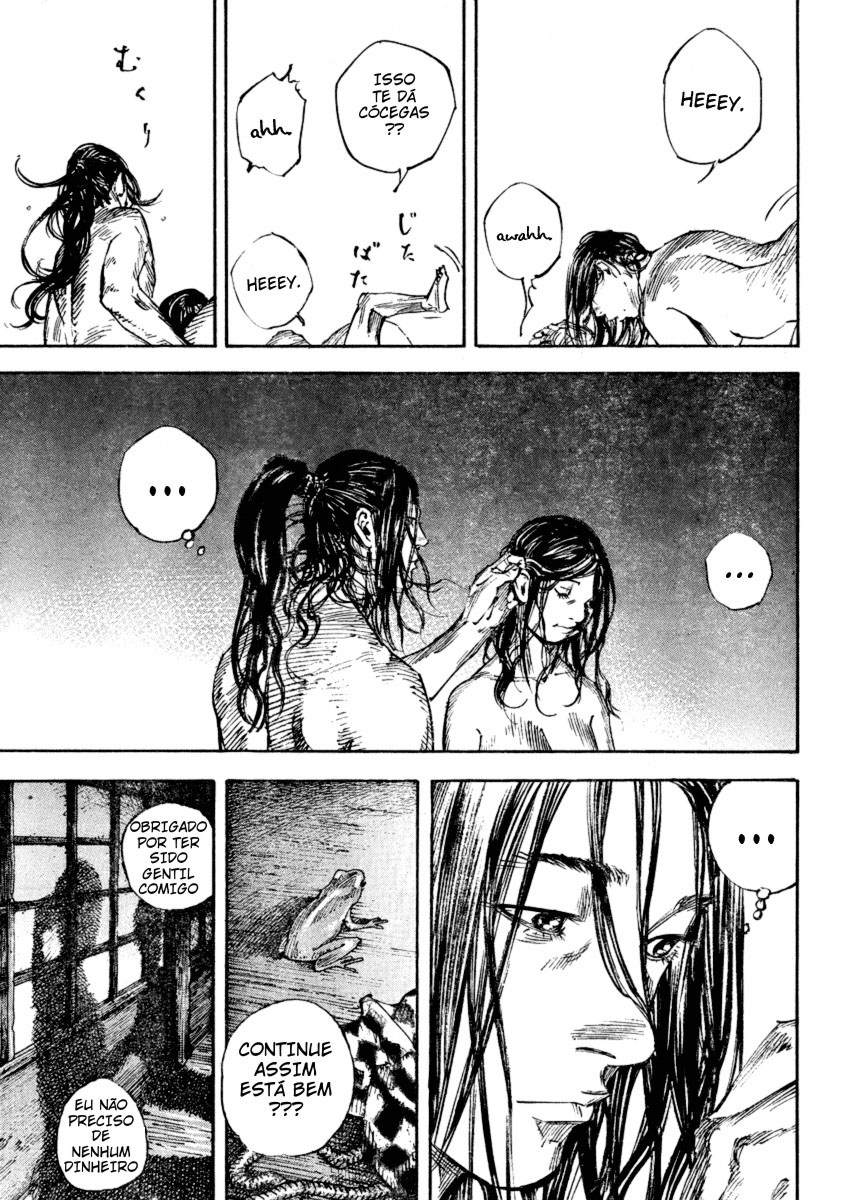 HEEEY.
awahh.
ISSO
TE DÁ
CÓCEGAS
??
ahh.
じた
ばた
HEEEY.
むくり
...
...
...
CONTINUE
ASSIM
ESTÁ BEM
???
OBRIGADO
POR TER
SIDO
GENTIL
COMIGO
EU NÃO
PRECISO
DE
NENHUM
DINHEIRO